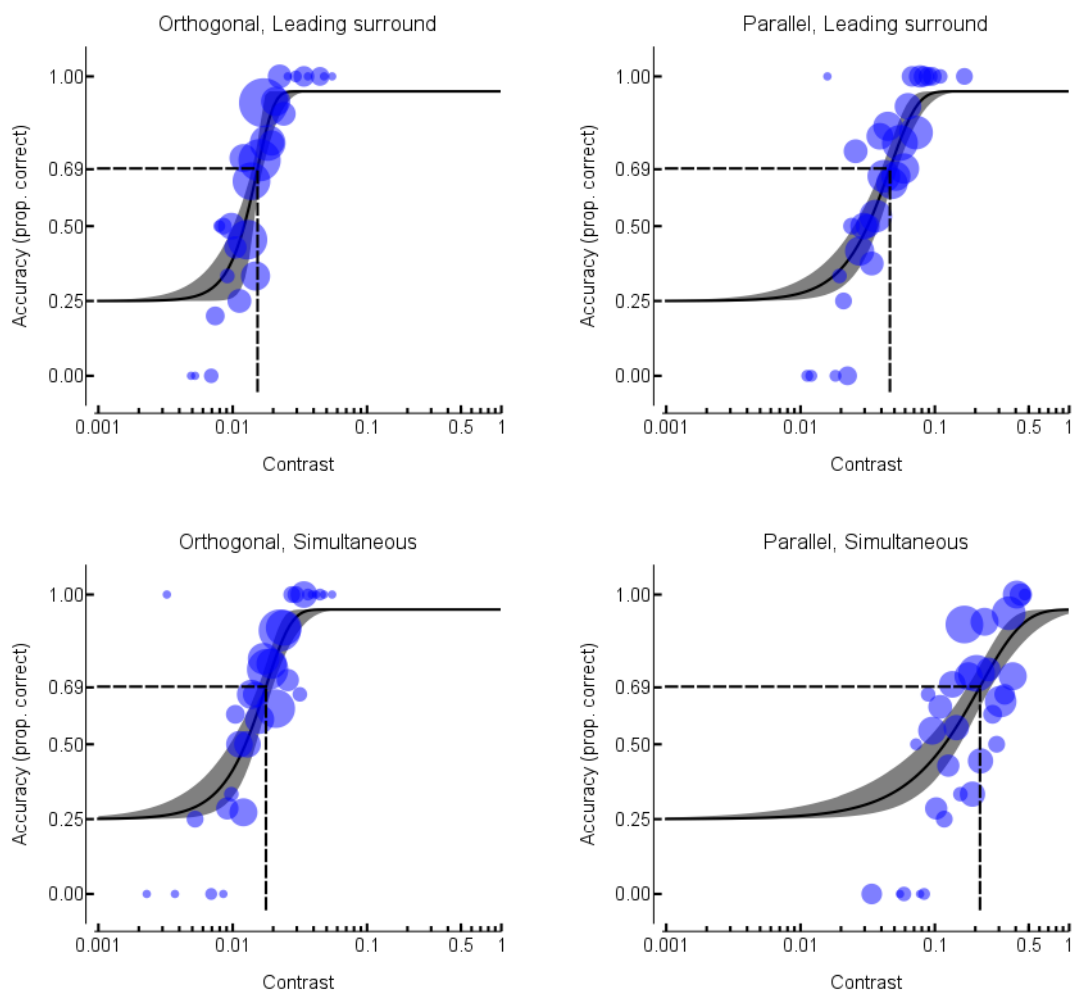 Orthogonal, Leading surround
Accuracy (prop. correct)
1.00
0.69
0.50
0.25
0.00
0.001 0.01 0.1 0.5 1
Contrast
Parallel, Leading surround
Accuracy (prop. correct)
1.00
0.69
0.50
0.25
0.00
0.001 0.01 0.1 0.5 1
Contrast
Orthogonal, Simultaneous
Accuracy (prop. correct)
1.00
0.69
0.50
0.25
0.00
0.001 0.01 0.1 0.5 1
Contrast
Parallel, Simultaneous
Accuracy (prop. correct)
1.00
0.69
0.50
0.25
0.00
0.001 0.01 0.1 0.5 1
Contrast